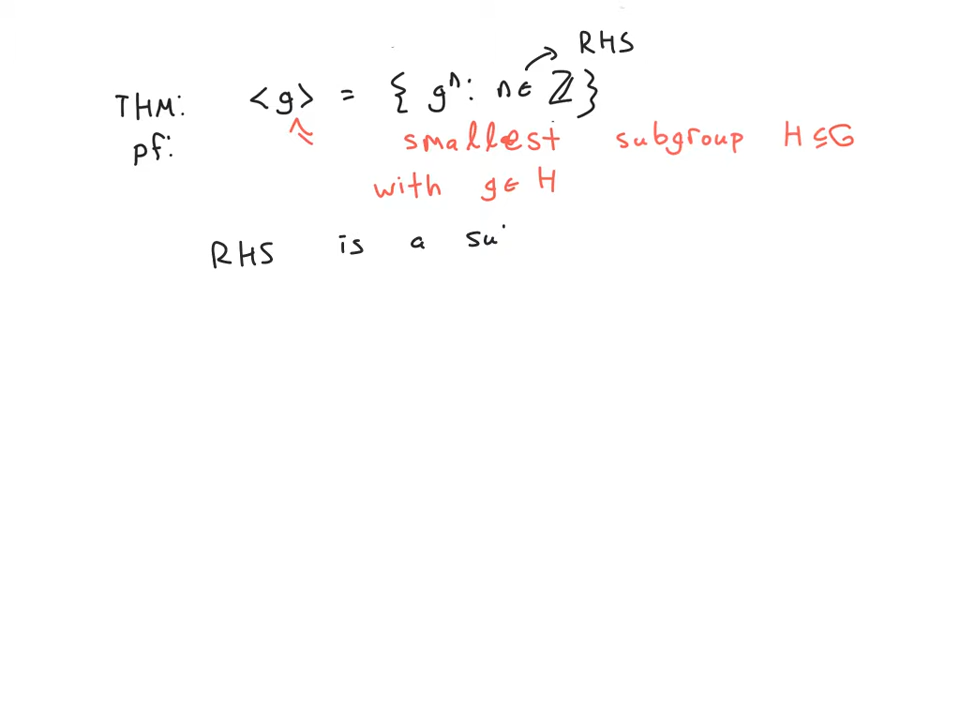 RHS
THM: <g> = { gⁿ: n ∈ ℤ }
pf: smallest subgroup H ⊆ G
with g ∈ H
RHS is a su